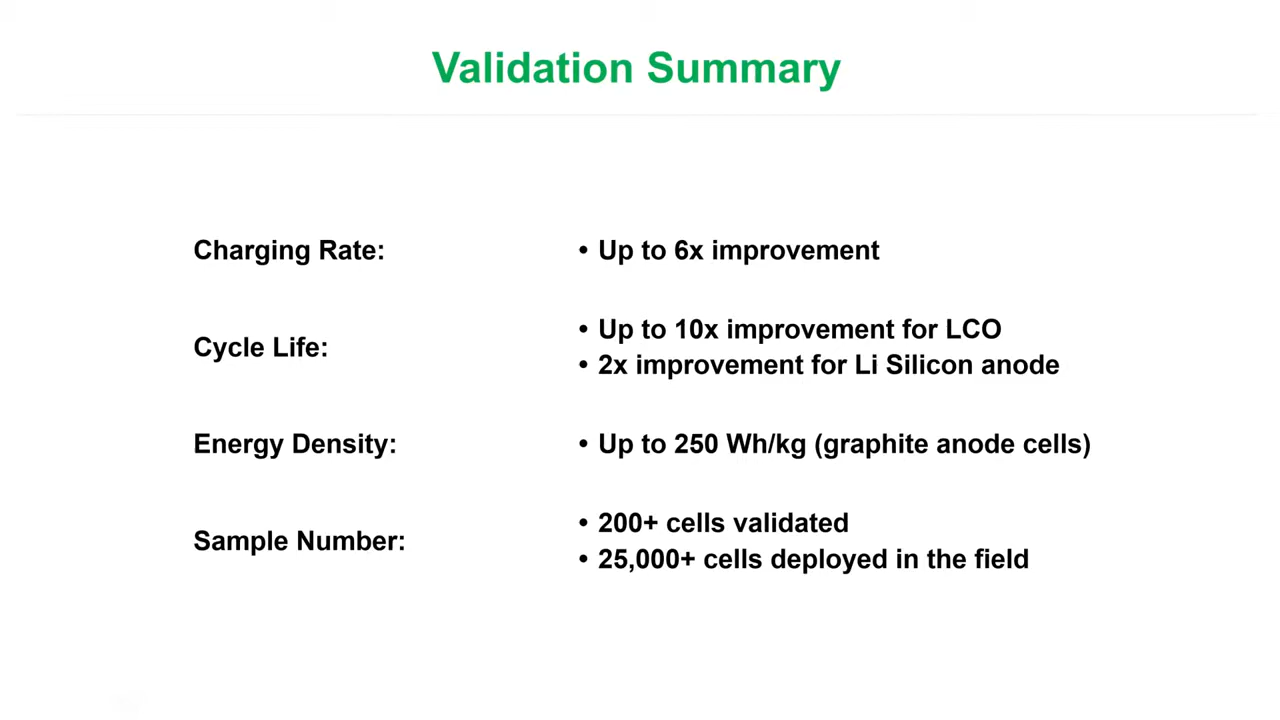 Validation Summary
Charging Rate:
• Up to 6x improvement
Cycle Life:
• Up to 10x improvement for LCO
• 2x improvement for Li Silicon anode
Energy Density:
• Up to 250 Wh/kg (graphite anode cells)
Sample Number:
• 200+ cells validated
• 25,000+ cells deployed in the field